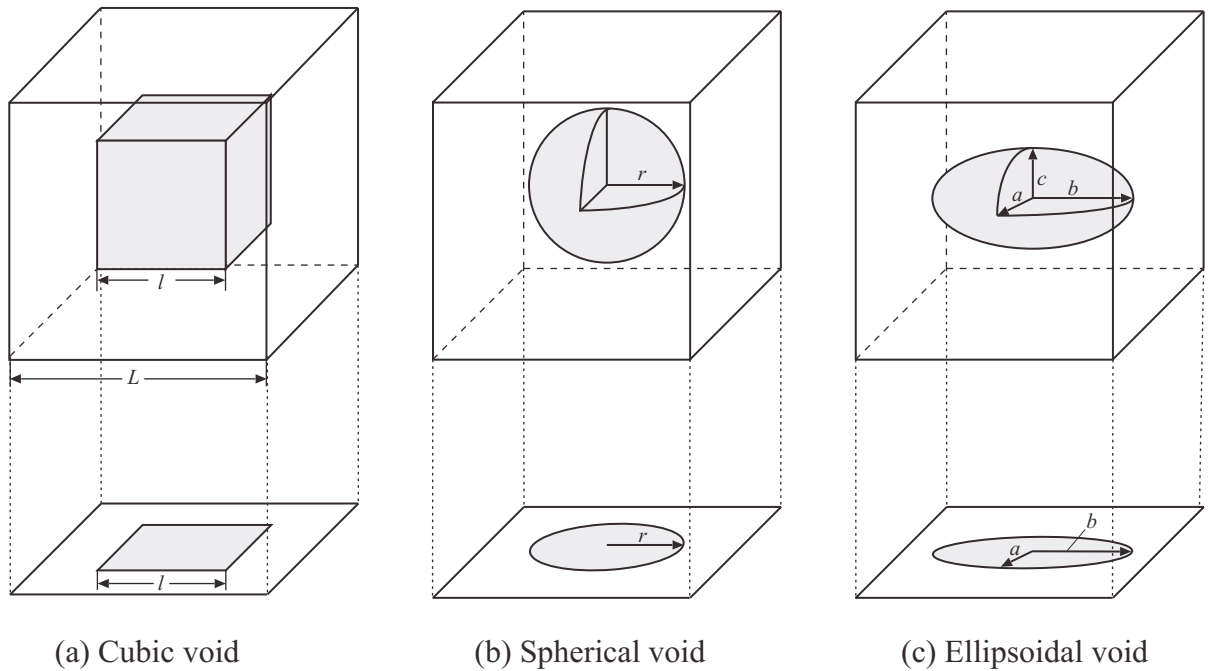 l
L
l
(a) Cubic void
r
r
(b) Spherical void
a
c
b
a
b
(c) Ellipsoidal void